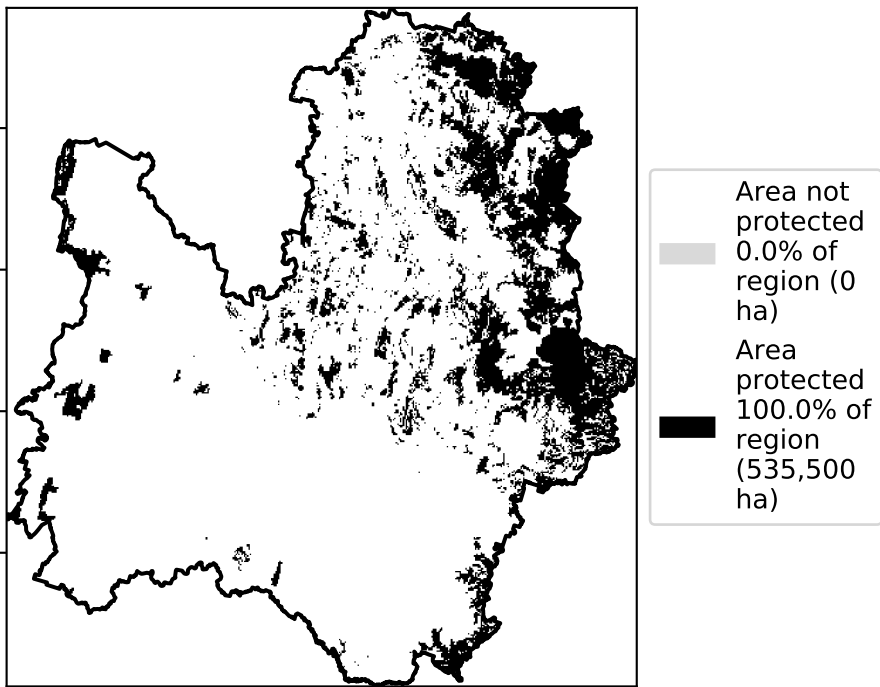 Area not
protected
0.0% of
region (0
ha)
Area
protected
100.0% of
region
(535,500
ha)